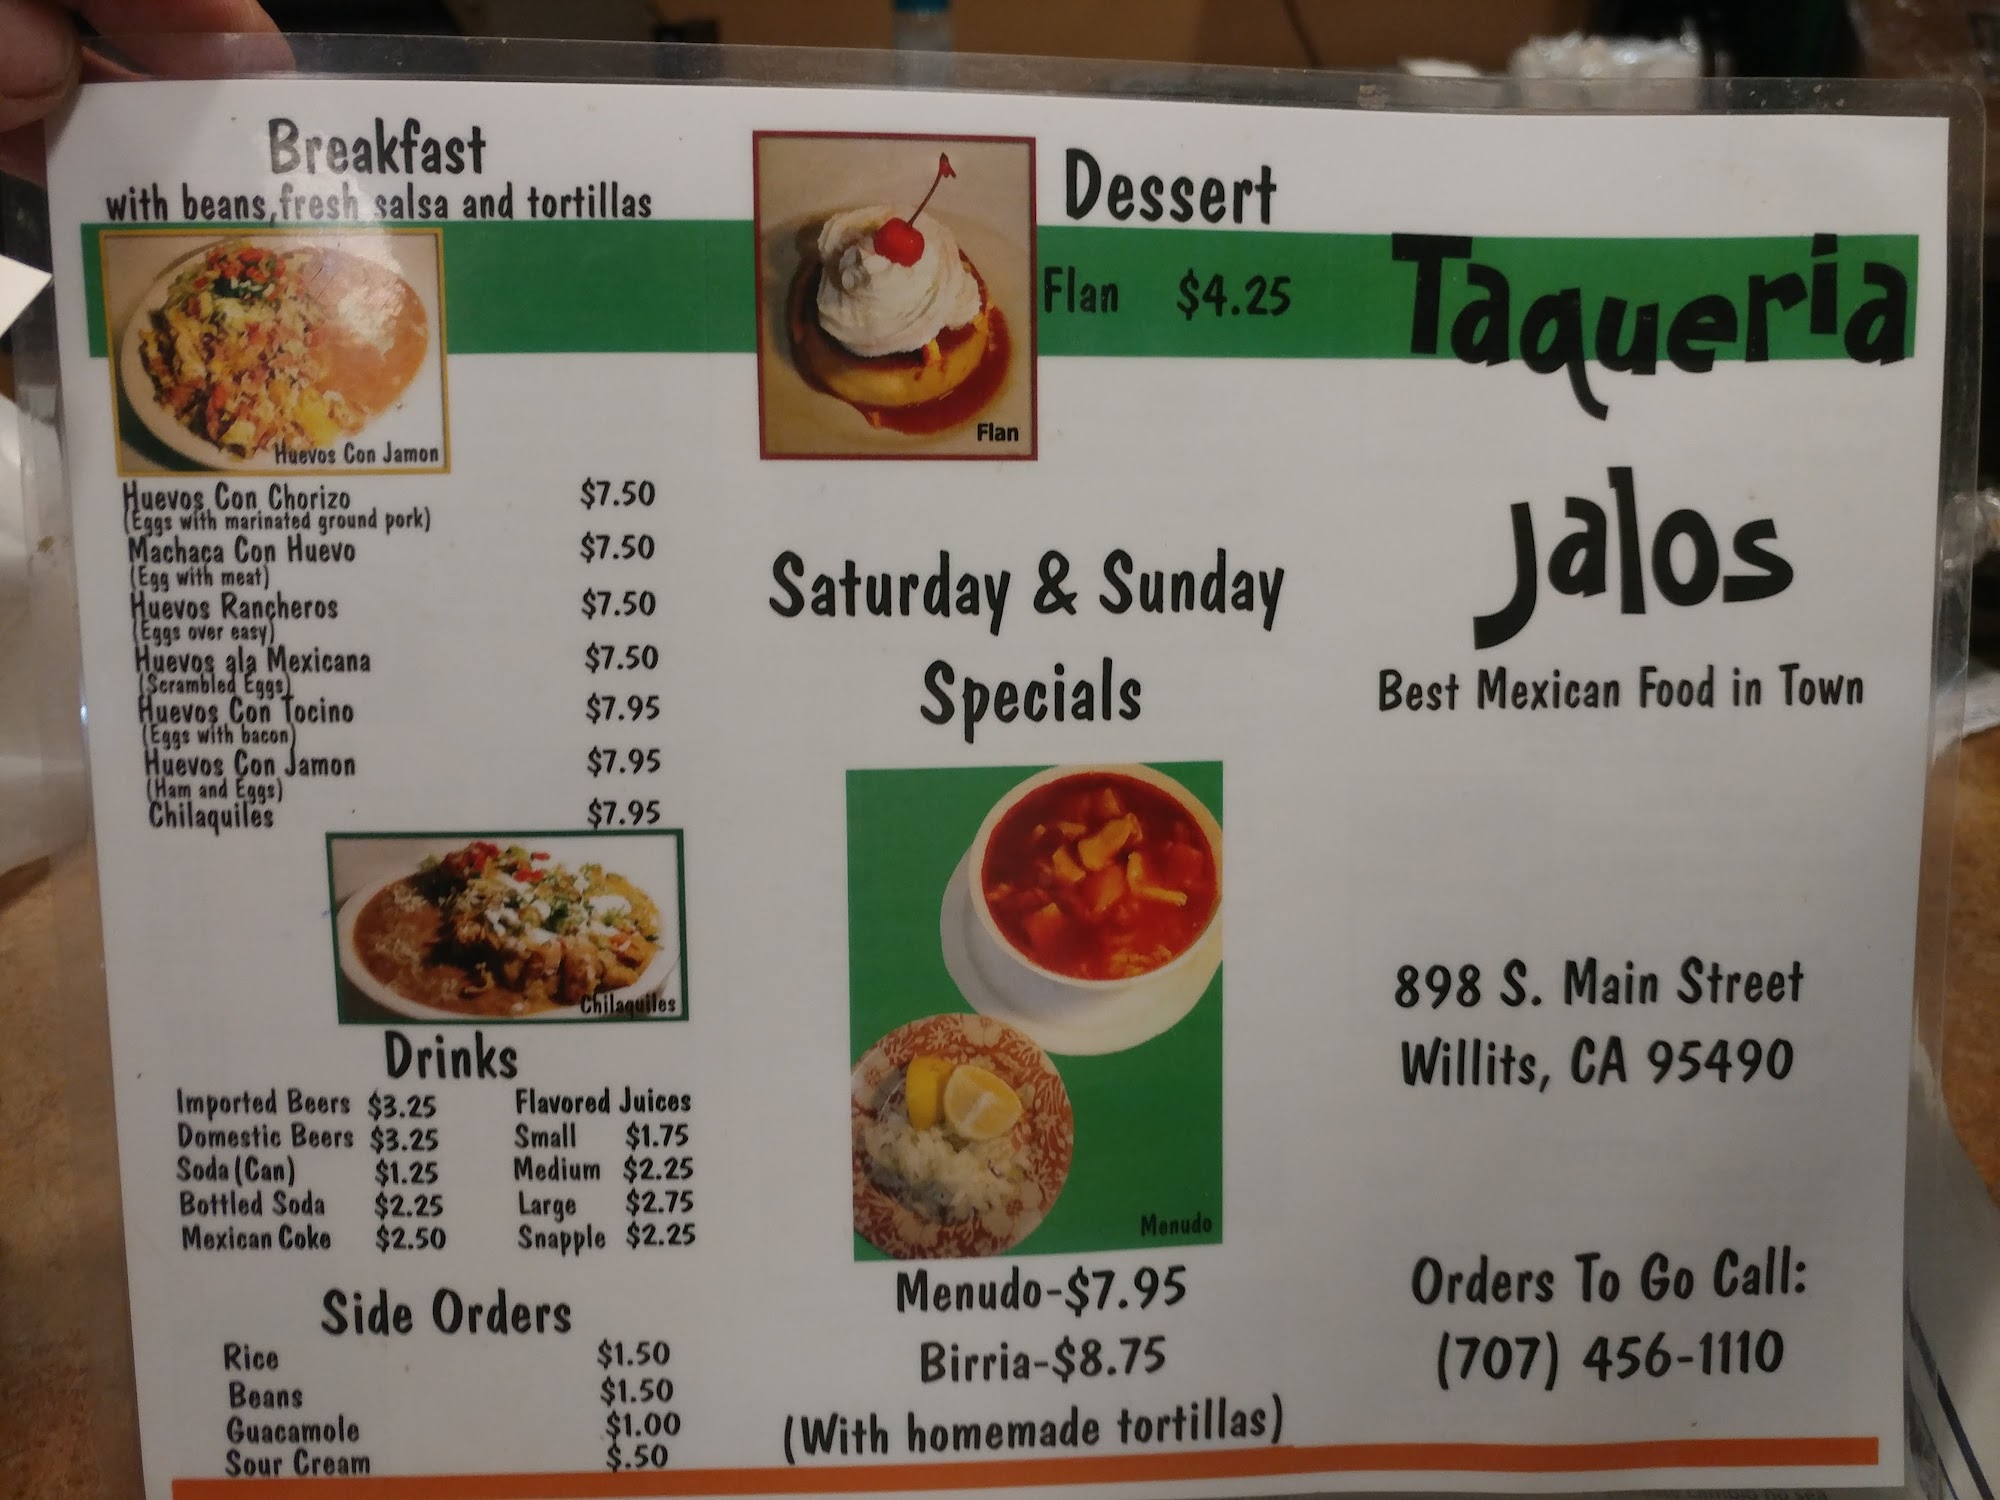 Breakfast
with beans,fresh salsa and tortillas
Huevos Con Jamon
Huevos Con Chorizo $7.50
(Eggs with marinated ground pork)
Machaca Con Huevo $7.50
(Egg with meat)
Huevos Rancheros $7.50
(Eggs over easy)
Huevos ala Mexicana $7.50
(Scrambled Eggs)
Huevos Con Tocino $7.95
(Eggs with bacon)
Huevos Con Jamon $7.95
(Ham and Eggs)
Chilaquiles $7.95
Chilaquiles
Drinks
Imported Beers $3.25
Domestic Beers $3.25
Soda(Can) $1.25
Bottled Soda $2.25
Mexican Coke $2.50
Flavored Juices
Small $1.75
Medium $2.25
Large $2.75
Snapple $2.25
Side Orders
Rice $1.50
Beans $1.50
Guacamole $1.00
Sour Cream $.50
Dessert
Flan $4.25
Flan
Saturday & Sunday
Specials
Menudo
Menudo-$7.95
Birria-$8.75
(With homemade tortillas)
Taqueria
Jalos
Best Mexican Food in Town
898 S. Main Street
Willits, CA 95490
Orders To Go Call:
(707) 456-1110